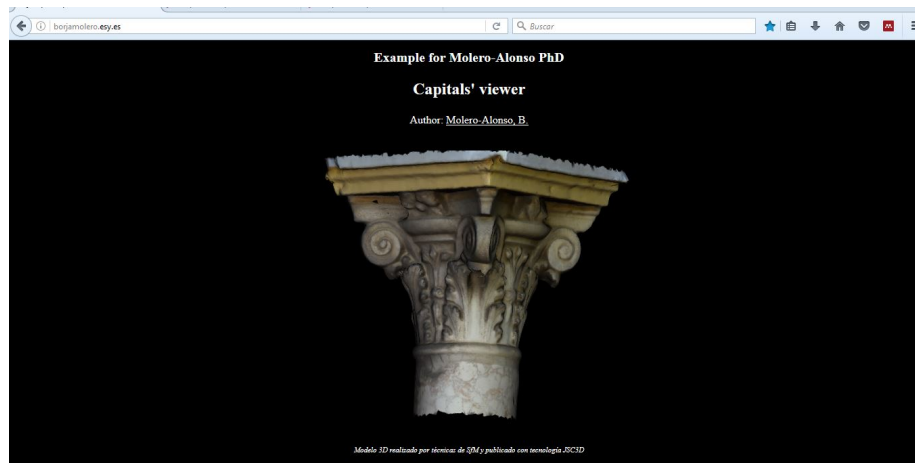 borjamolero.esy.es
Buscar
Example for Molero-Alonso PhD
Capitals' viewer
Author: Molero-Alonso, B.
Modelo 3D realizado por técnicas de SfM y publicado con tecnología JSC3D